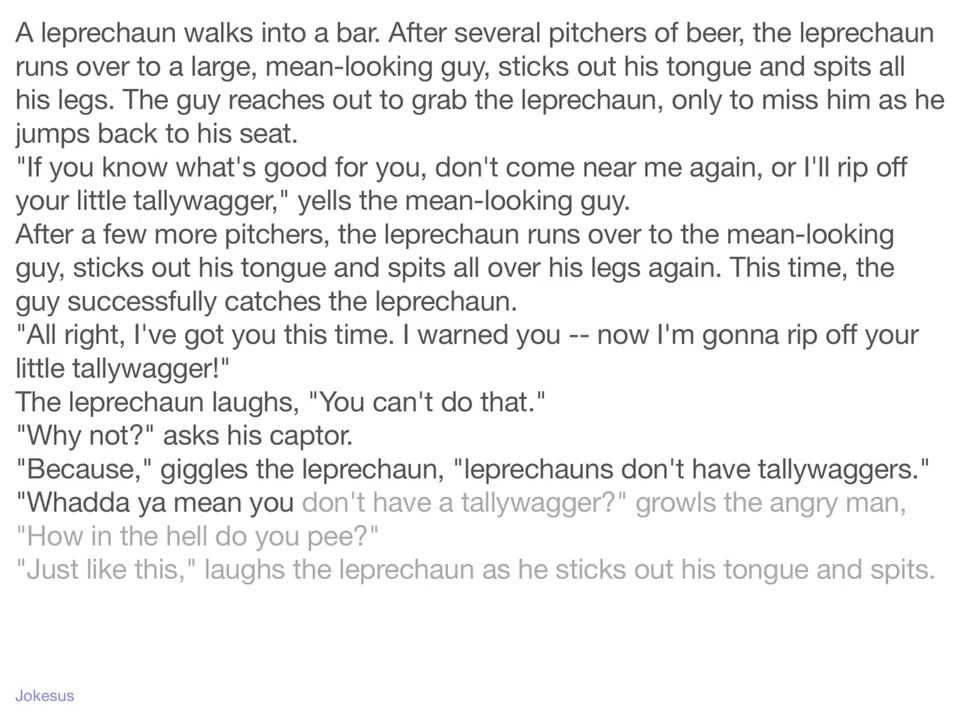 A leprechaun walks into a bar. After several pitchers of beer, the leprechaun
runs over to a large, mean-looking guy, sticks out his tongue and spits all
his legs. The guy reaches out to grab the leprechaun, only to miss him as he
jumps back to his seat.
"If you know what's good for you, don't come near me again, or I'll rip off
your little tallywagger," yells the mean-looking guy.
After a few more pitchers, the leprechaun runs over to the mean-looking
guy, sticks out his tongue and spits all over his legs again. This time, the
guy successfully catches the leprechaun.
"All right, I've got you this time. I warned you -- now I'm gonna rip off your
little tallywagger!"
The leprechaun laughs, "You can't do that."
"Why not?" asks his captor.
"Because," giggles the leprechaun, "leprechauns don't have tallywaggers."
"Whadda ya mean you don't have a tallywagger?" growls the angry man,
"How in the hell do you pee?"
"Just like this," laughs the leprechaun as he sticks out his tongue and spits.
Jokesus